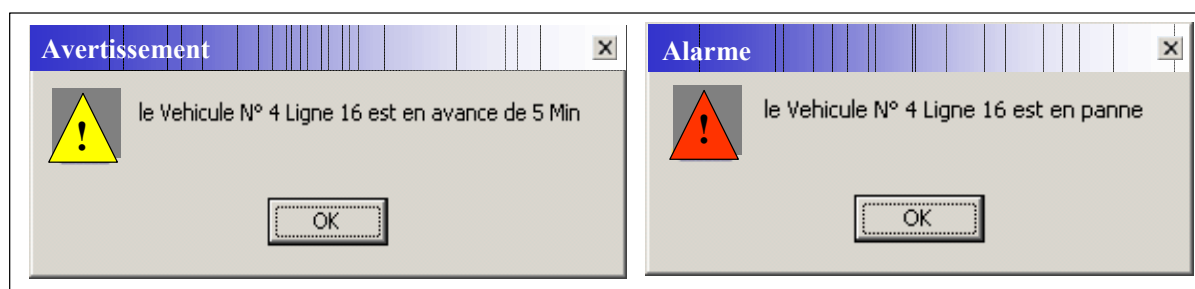 Avertissement
!
le Vehicule N° 4 Ligne 16 est en avance de 5 Min
OK
Alarme
!
le Vehicule N° 4 Ligne 16 est en panne
OK